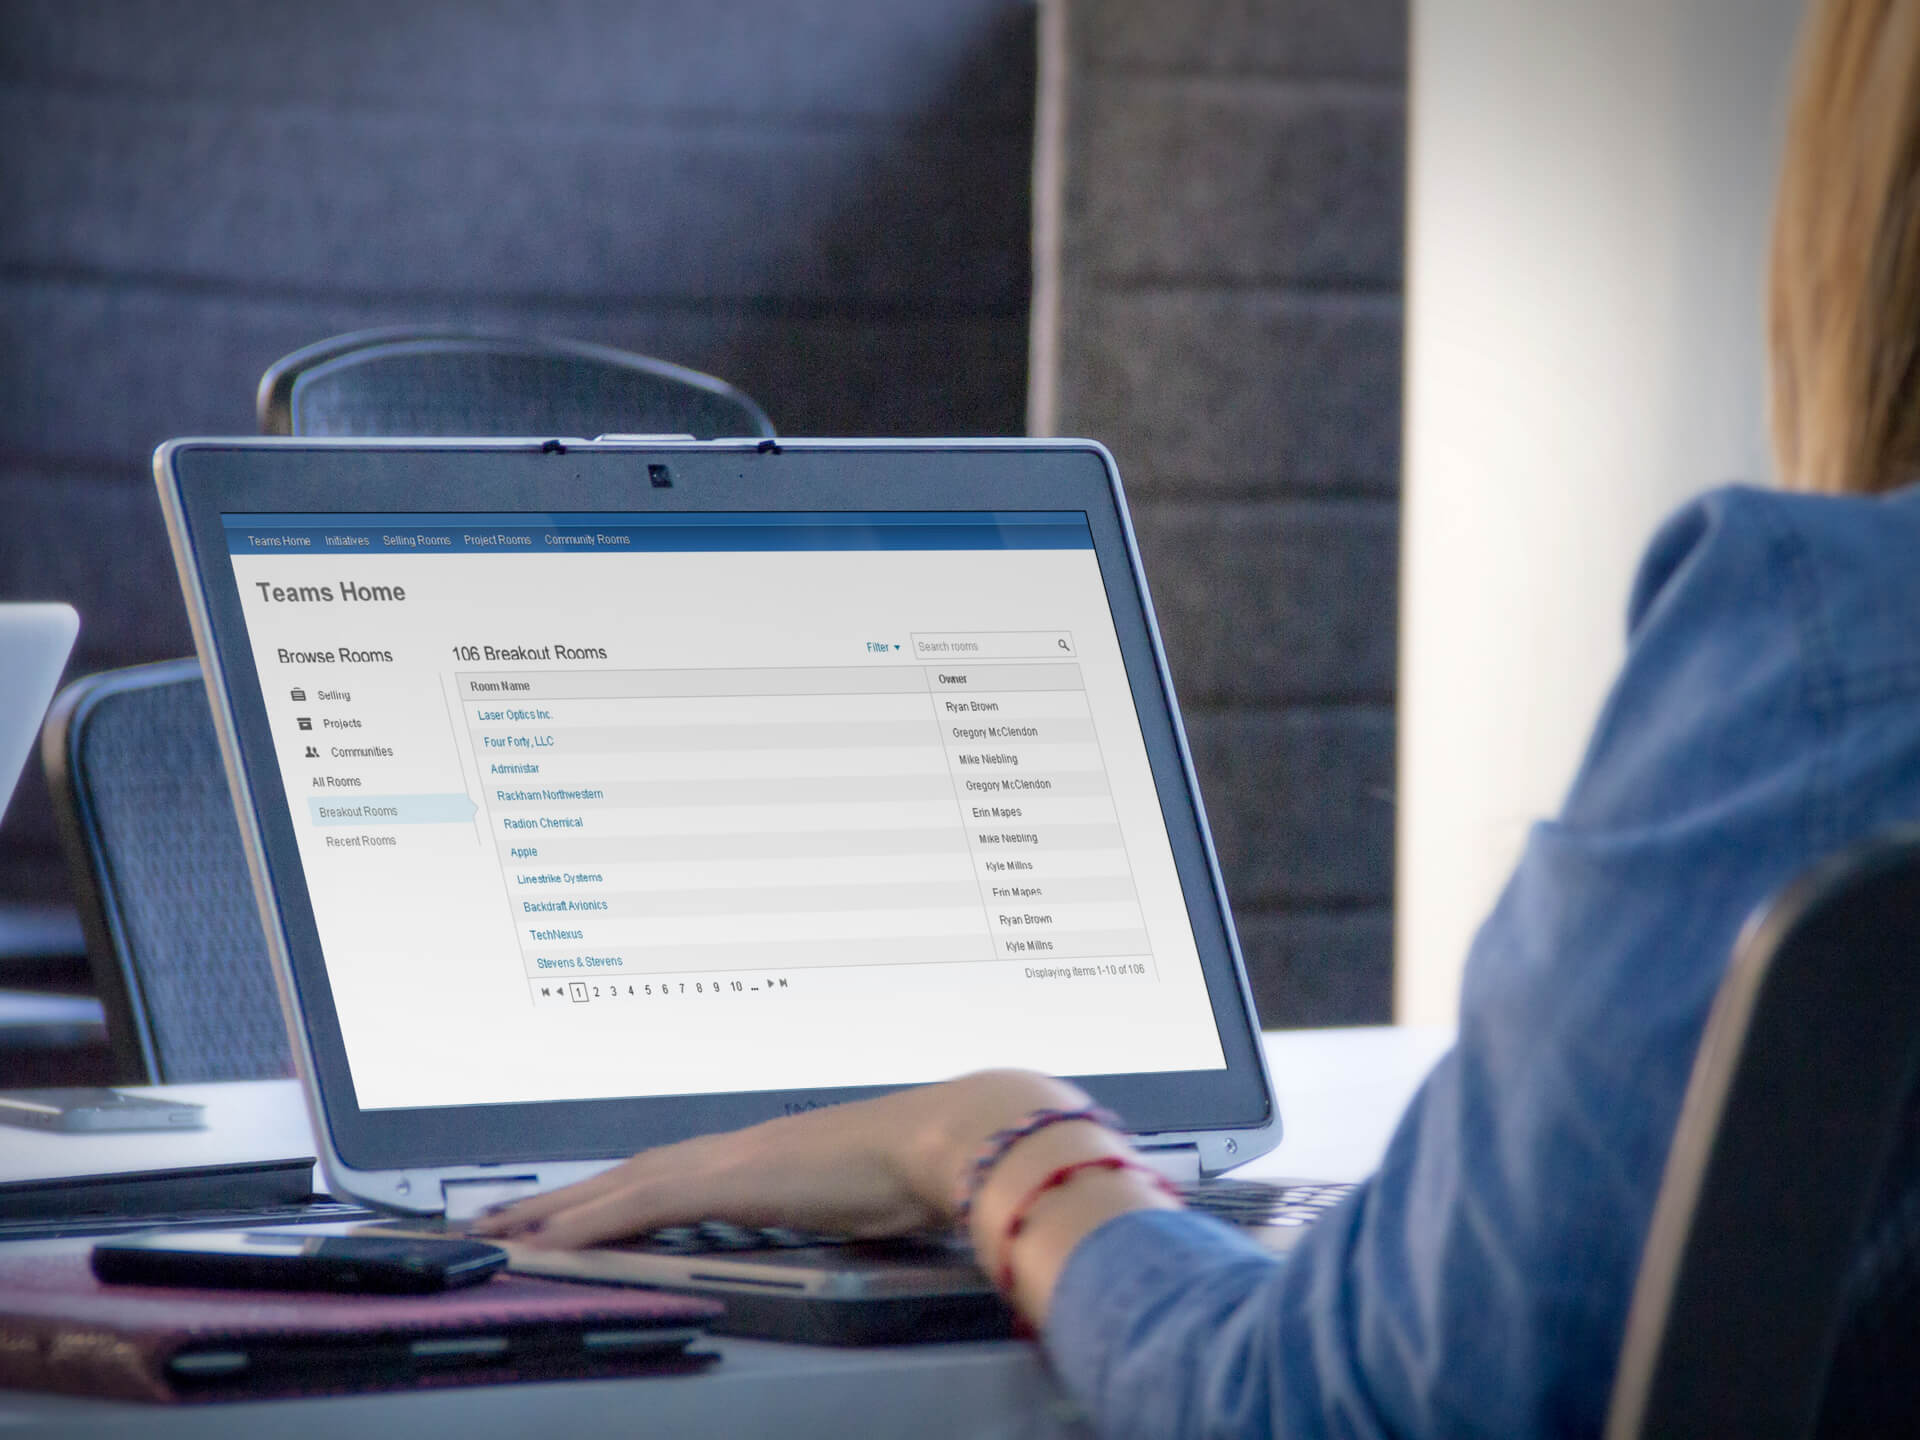 Teams Home Initiatives Selling Rooms Project Rooms Community Rooms
Teams Home
Browse Rooms
Selling
Projects
Communities
All Rooms
Breakout Rooms
Recent Rooms
106 Breakout Rooms
Filter
Search rooms
Room Name Owner
Laser Optics Inc. Ryan Brown
Four Forty, LLC Gregory McClendon
Administar Mike Niebling
Rackham Northwestern Gregory McClendon
Radion Chemical Erin Mapes
Apple Mike Niebling
Linestrike Systems Kyle Millns
Backdraft Avionics Erin Mapes
TechNexus Ryan Brown
Stevens & Stevens Kyle Millns
1 2 3 4 5 6 7 8 9 10 ...
Displaying items 1-10 of 106